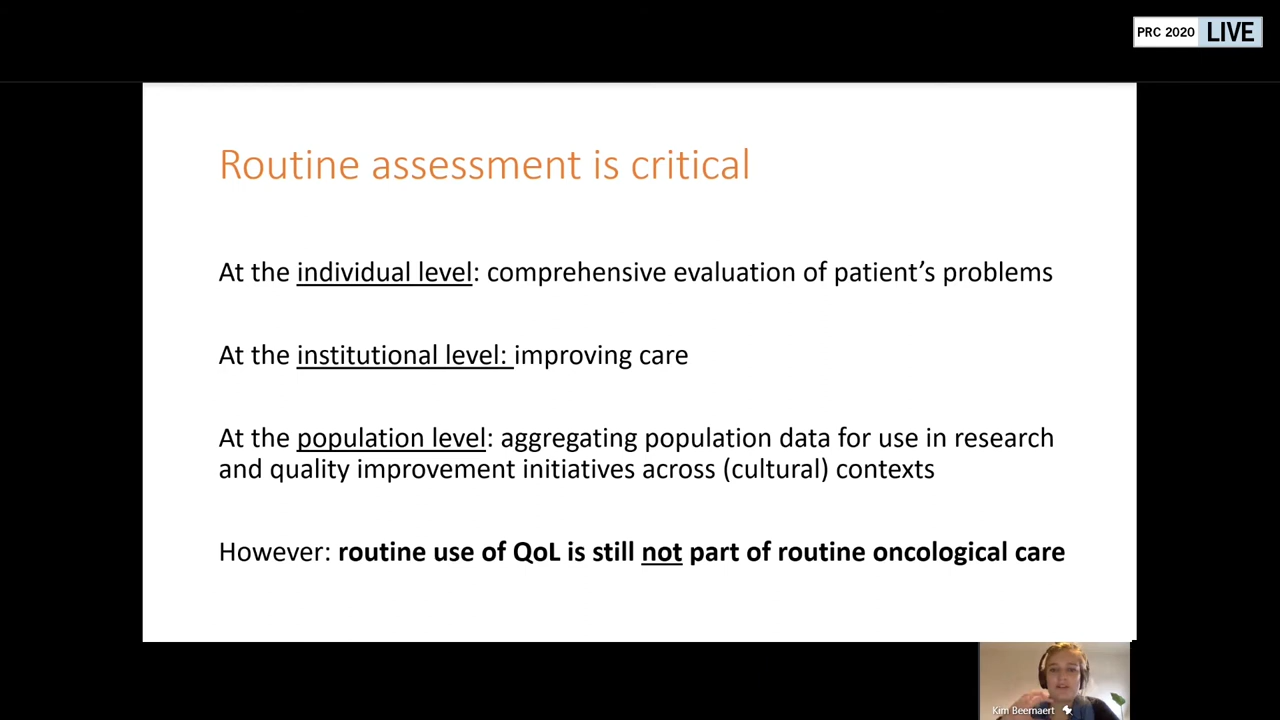 PRC 2020 LIVE
Routine assessment is critical
At the individual level: comprehensive evaluation of patient’s problems
At the institutional level: improving care
At the population level: aggregating population data for use in research
and quality improvement initiatives across (cultural) contexts
However: routine use of QoL is still not part of routine oncological care
Kim Beernaert